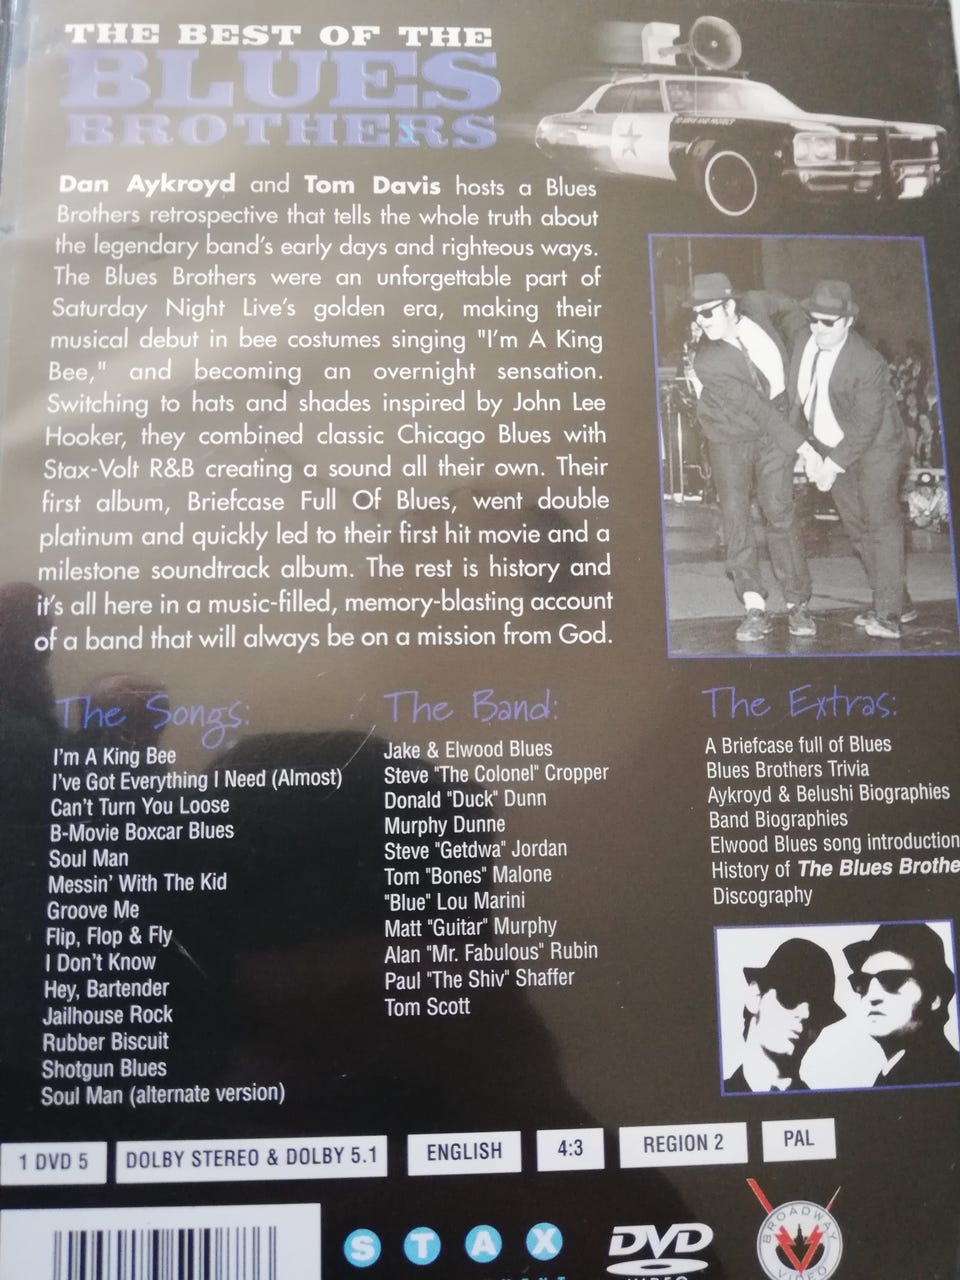 THE BEST OF THE
BLUES
BROTHERS
Dan Aykroyd and Tom Davis hosts a Blues
Brothers retrospective that tells the whole truth about
the legendary band's early days and righteous ways.
The Blues Brothers were an unforgettable part of
Saturday Night Live's golden era, making their
musical debut in bee costumes singing "I'm A King
Bee," and becoming an overnight sensation.
Switching to hats and shades inspired by John Lee
Hooker, they combined classic Chicago Blues with
Stax-Volt R&B creating a sound all their own. Their
first album, Briefcase Full Of Blues, went double
platinum and quickly led to their first hit movie and a
milestone soundtrack album. The rest is history and
it's all here in a music-filled, memory-blasting account
of a band that will always be on a mission from God.
The Songs:
I'm A King Bee
I've Got Everything I Need (Almost)
Can't Turn You Loose
B-Movie Boxcar Blues
Soul Man
Messin' With The Kid
Groove Me
Flip, Flop & Fly
I Don't Know
Hey, Bartender
Jailhouse Rock
Rubber Biscuit
Shotgun Blues
Soul Man (alternate version)
The Band:
Jake & Elwood Blues
Steve "The Colonel" Cropper
Donald "Duck" Dunn
Murphy Dunne
Steve "Getdwa" Jordan
Tom "Bones" Malone
"Blue" Lou Marini
Matt "Guitar" Murphy
Alan "Mr. Fabulous" Rubin
Paul "The Shiv" Shaffer
Tom Scott
The Extras:
A Briefcase full of Blues
Blues Brothers Trivia
Aykroyd & Belushi Biographies
Band Biographies
Elwood Blues song introduction
History of The Blues Brothe
Discography
1 DVD 5
DOLBY STEREO & DOLBY 5.1
ENGLISH
4:3
REGION 2
PAL
STAX
DVD
VIDEO
BROADWAY
VIDEO